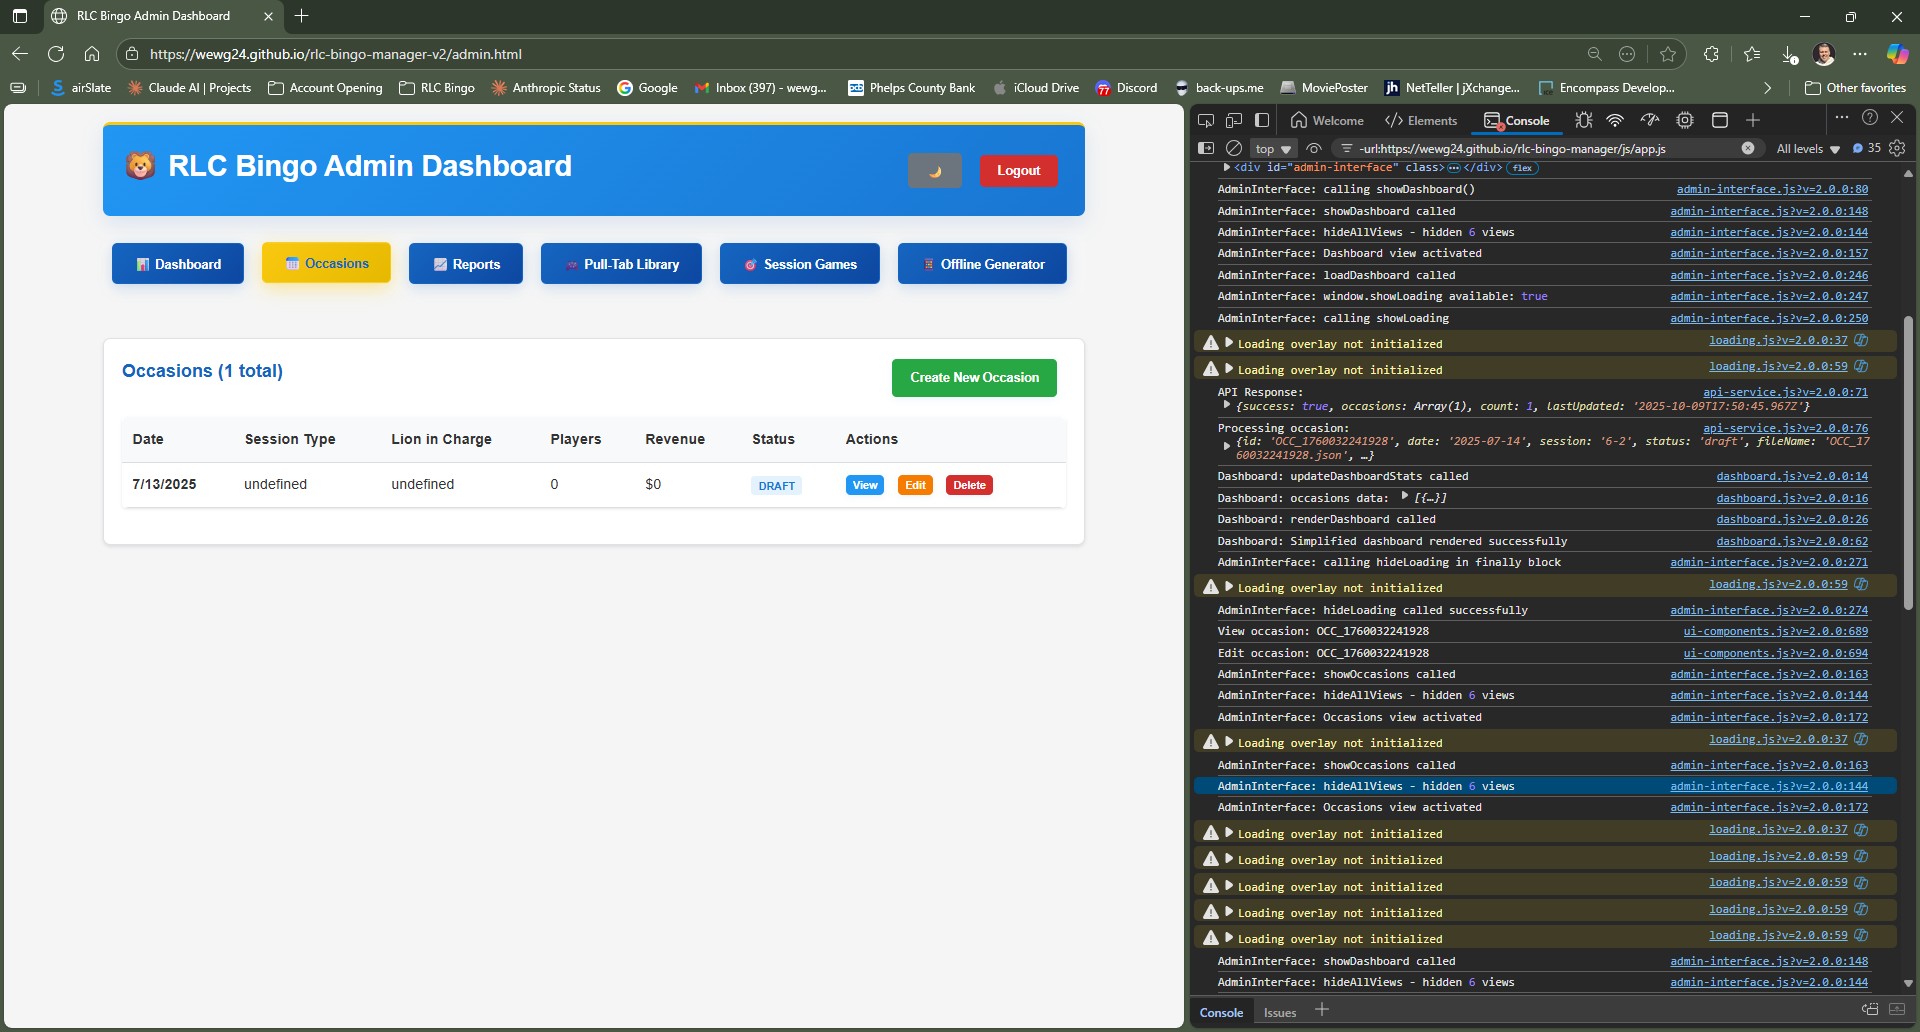 RLC Bingo Admin Dashboard
https://wewg24.github.io/rlc-bingo-manager-v2/admin.html
airSlate
Claude AI | Projects
Account Opening
RLC Bingo
Anthropic Status
Google
Inbox (397) - wewg...
Phelps County Bank
iCloud Drive
Discord
back-ups.me
MoviePoster
NetTeller | jXchange...
Encompass Develop...
Other favorites
RLC Bingo Admin Dashboard
Logout
Dashboard
Occasions
Reports
Pull-Tab Library
Session Games
Offline Generator
Occasions (1 total)
Create New Occasion
Date Session Type Lion in Charge Players Revenue Status Actions
7/13/2025 undefined undefined 0 $0 DRAFT View Edit Delete
Welcome
Elements
Console
top
-url:https://wewg24.github.io/rlc-bingo-manager/js/app.js
All levels
35
<div id="admin-interface" class>…</div> flex
AdminInterface: calling showDashboard() admin-interface.js?v=2.0.0:80
AdminInterface: showDashboard called admin-interface.js?v=2.0.0:148
AdminInterface: hideAllViews - hidden 6 views admin-interface.js?v=2.0.0:144
AdminInterface: Dashboard view activated admin-interface.js?v=2.0.0:157
AdminInterface: loadDashboard called admin-interface.js?v=2.0.0:246
AdminInterface: window.showLoading available: true admin-interface.js?v=2.0.0:247
AdminInterface: calling showLoading admin-interface.js?v=2.0.0:250
Loading overlay not initialized loading.js?v=2.0.0:37
Loading overlay not initialized loading.js?v=2.0.0:59
API Response: api-service.js?v=2.0.0:71
{success: true, occasions: Array(1), count: 1, lastUpdated: '2025-10-09T17:50:45.967Z'}
Processing occasion: api-service.js?v=2.0.0:76
{id: 'OCC_1760032241928', date: '2025-07-14', session: '6-2', status: 'draft', fileName: 'OCC_17
60032241928.json', …}
Dashboard: updateDashboardStats called dashboard.js?v=2.0.0:14
Dashboard: occasions data: [{…}] dashboard.js?v=2.0.0:16
Dashboard: renderDashboard called dashboard.js?v=2.0.0:26
Dashboard: Simplified dashboard rendered successfully dashboard.js?v=2.0.0:62
AdminInterface: calling hideLoading in finally block admin-interface.js?v=2.0.0:271
Loading overlay not initialized loading.js?v=2.0.0:59
AdminInterface: hideLoading called successfully admin-interface.js?v=2.0.0:274
View occasion: OCC_1760032241928 ui-components.js?v=2.0.0:689
Edit occasion: OCC_1760032241928 ui-components.js?v=2.0.0:694
AdminInterface: showOccasions called admin-interface.js?v=2.0.0:163
AdminInterface: hideAllViews - hidden 6 views admin-interface.js?v=2.0.0:144
AdminInterface: Occasions view activated admin-interface.js?v=2.0.0:172
Loading overlay not initialized loading.js?v=2.0.0:37
AdminInterface: showOccasions called admin-interface.js?v=2.0.0:163
AdminInterface: hideAllViews - hidden 6 views admin-interface.js?v=2.0.0:144
AdminInterface: Occasions view activated admin-interface.js?v=2.0.0:172
Loading overlay not initialized loading.js?v=2.0.0:37
Loading overlay not initialized loading.js?v=2.0.0:59
Loading overlay not initialized loading.js?v=2.0.0:59
Loading overlay not initialized loading.js?v=2.0.0:59
Loading overlay not initialized loading.js?v=2.0.0:59
AdminInterface: showDashboard called admin-interface.js?v=2.0.0:148
AdminInterface: hideAllViews - hidden 6 views admin-interface.js?v=2.0.0:144
Console
Issues